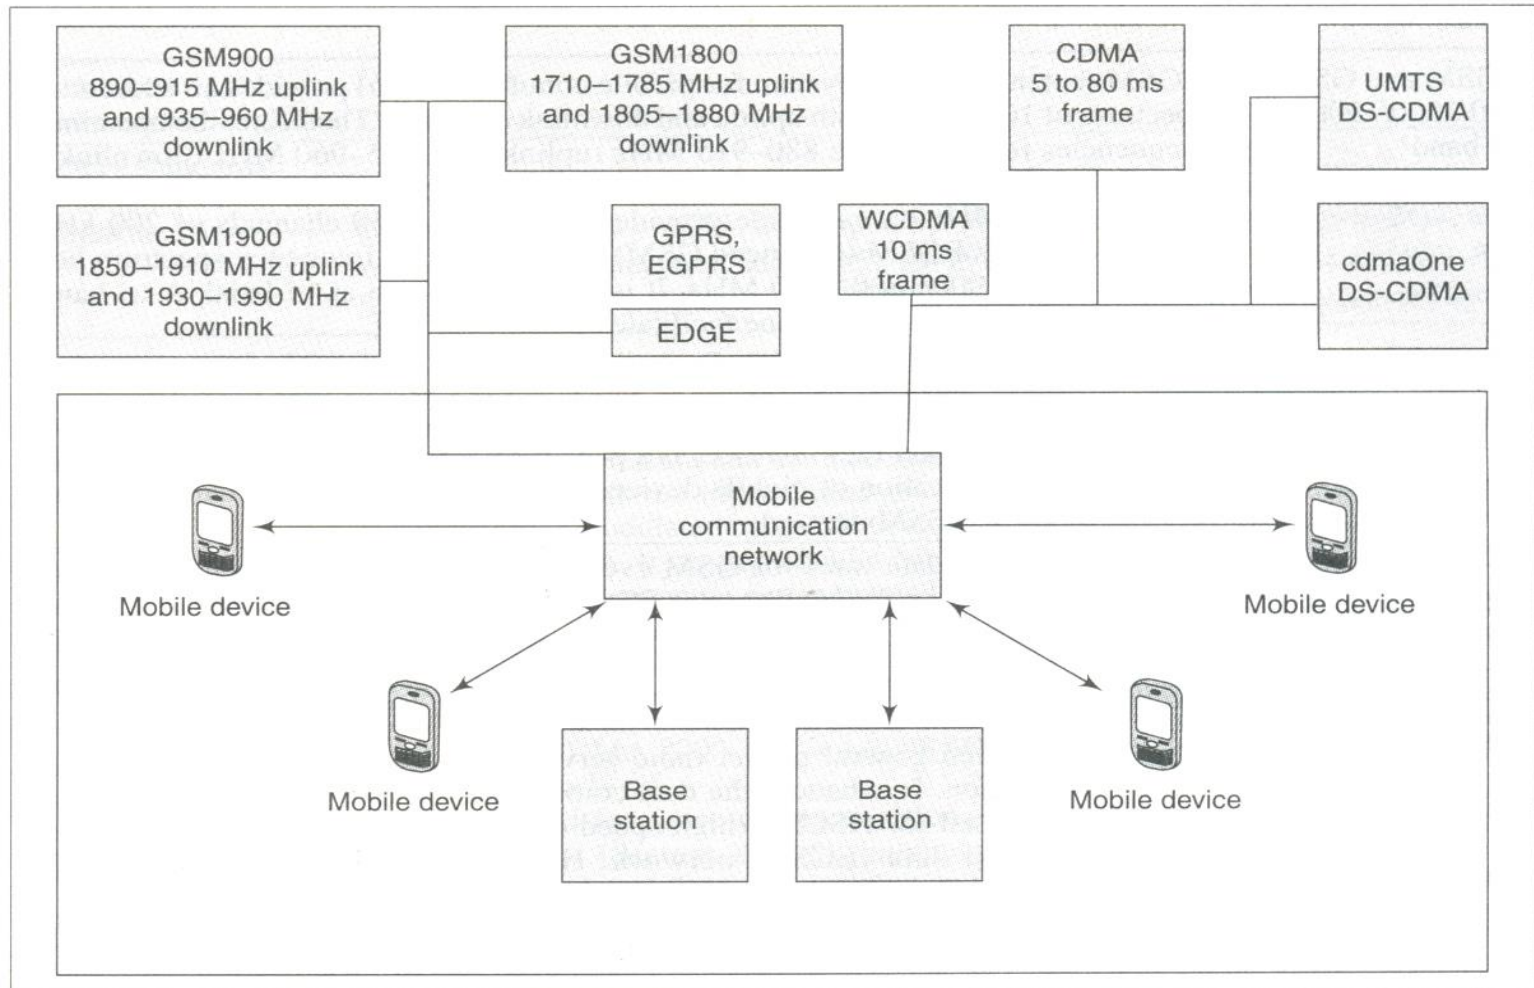 GSM900
890–915 MHz uplink
and 935–960 MHz
downlink
GSM1800
1710–1785 MHz uplink
and 1805–1880 MHz
downlink
CDMA
5 to 80 ms
frame
UMTS
DS-CDMA
GSM1900
1850–1910 MHz uplink
and 1930–1990 MHz
downlink
GPRS,
EGPRS
EDGE
WCDMA
10 ms
frame
cdmaOne
DS-CDMA
Mobile
communication
network
Mobile device
Mobile device
Mobile device
Mobile device
Base
station
Base
station